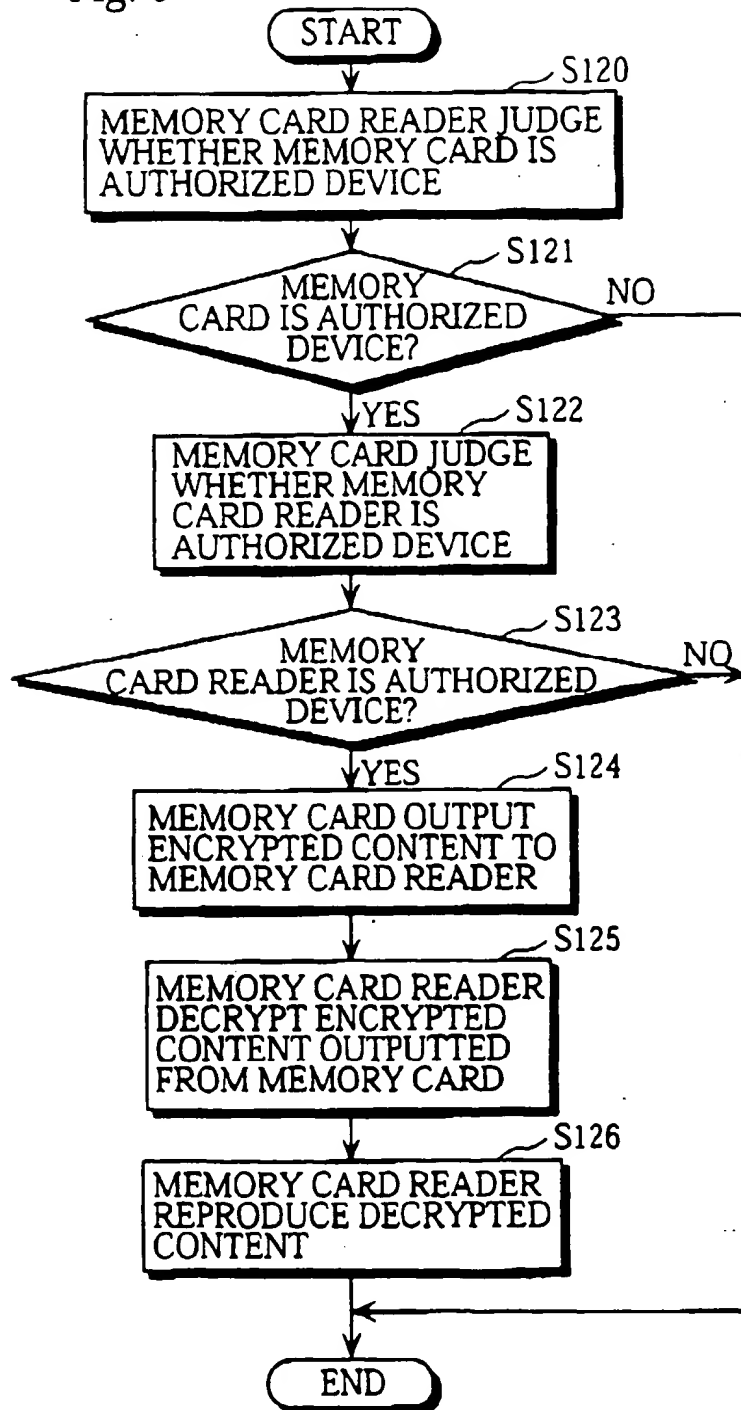 START
S120
MEMORY CARD READER JUDGE
WHETHER MEMORY CARD IS
AUTHORIZED DEVICE
S121
MEMORY
CARD IS AUTHORIZED
DEVICE?
NO
YES
S122
MEMORY CARD JUDGE
WHETHER MEMORY
CARD READER IS
AUTHORIZED DEVICE
S123
MEMORY
CARD READER IS AUTHORIZED
DEVICE?
NO
YES
S124
MEMORY CARD OUTPUT
ENCRYPTED CONTENT TO
MEMORY CARD READER
S125
MEMORY CARD READER
DECRYPT ENCRYPTED
CONTENT OUTPUTTED
FROM MEMORY CARD
S126
MEMORY CARD READER
REPRODUCE DECRYPTED
CONTENT
END